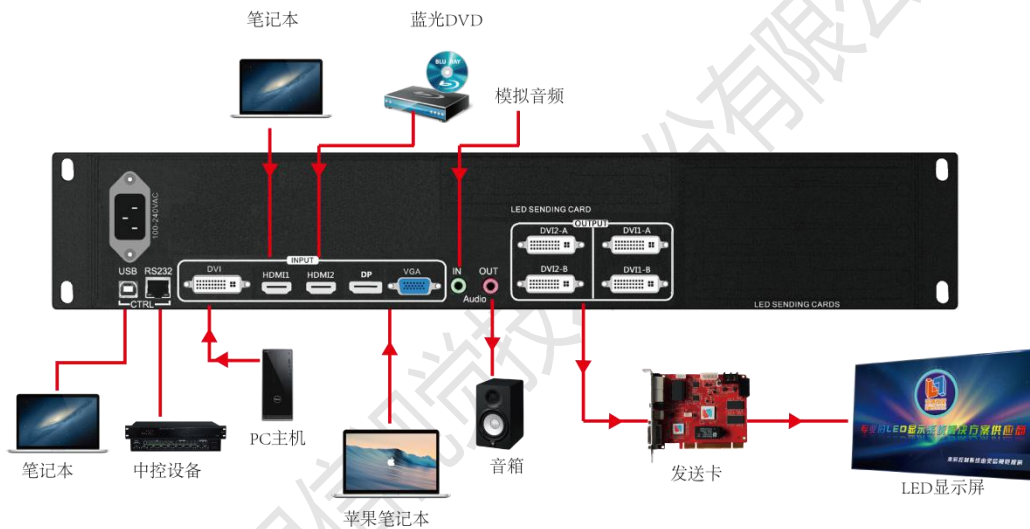 笔记本
蓝光DVD
BLU RAY
模拟音频
100-240VAC
LED SENDING CARD
OUTPUT
DVI2-A
DVI1-A
DVI2-B
DVI1-B
USB
RS232
CTRL
INPUT
DVI
HDMI1
HDMI2
DP
VGA
IN
OUT
Audio
LED SENDING CARDS
笔记本
中控设备
PC主机
苹果笔记本
音箱
发送卡
LED显示屏